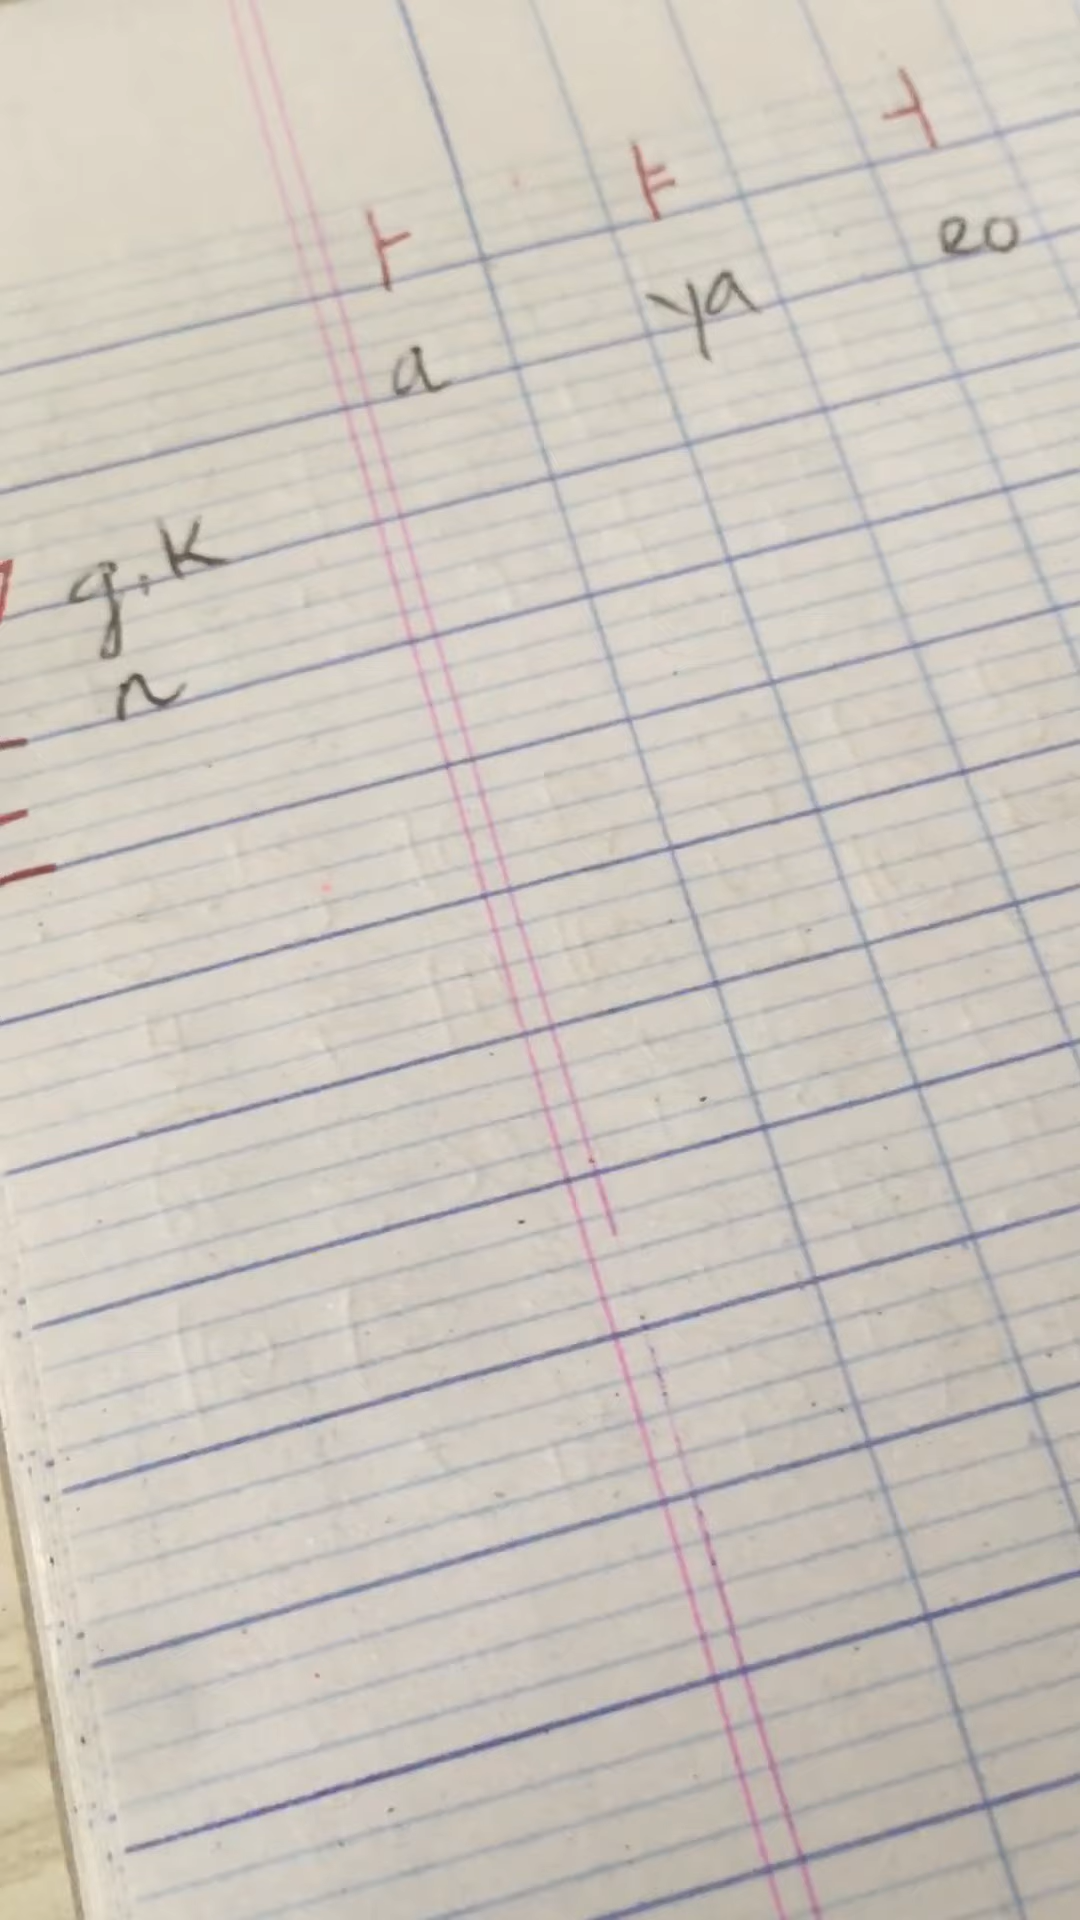 ㅏ ㅑ ㅓ
a ya eo
g, K
n